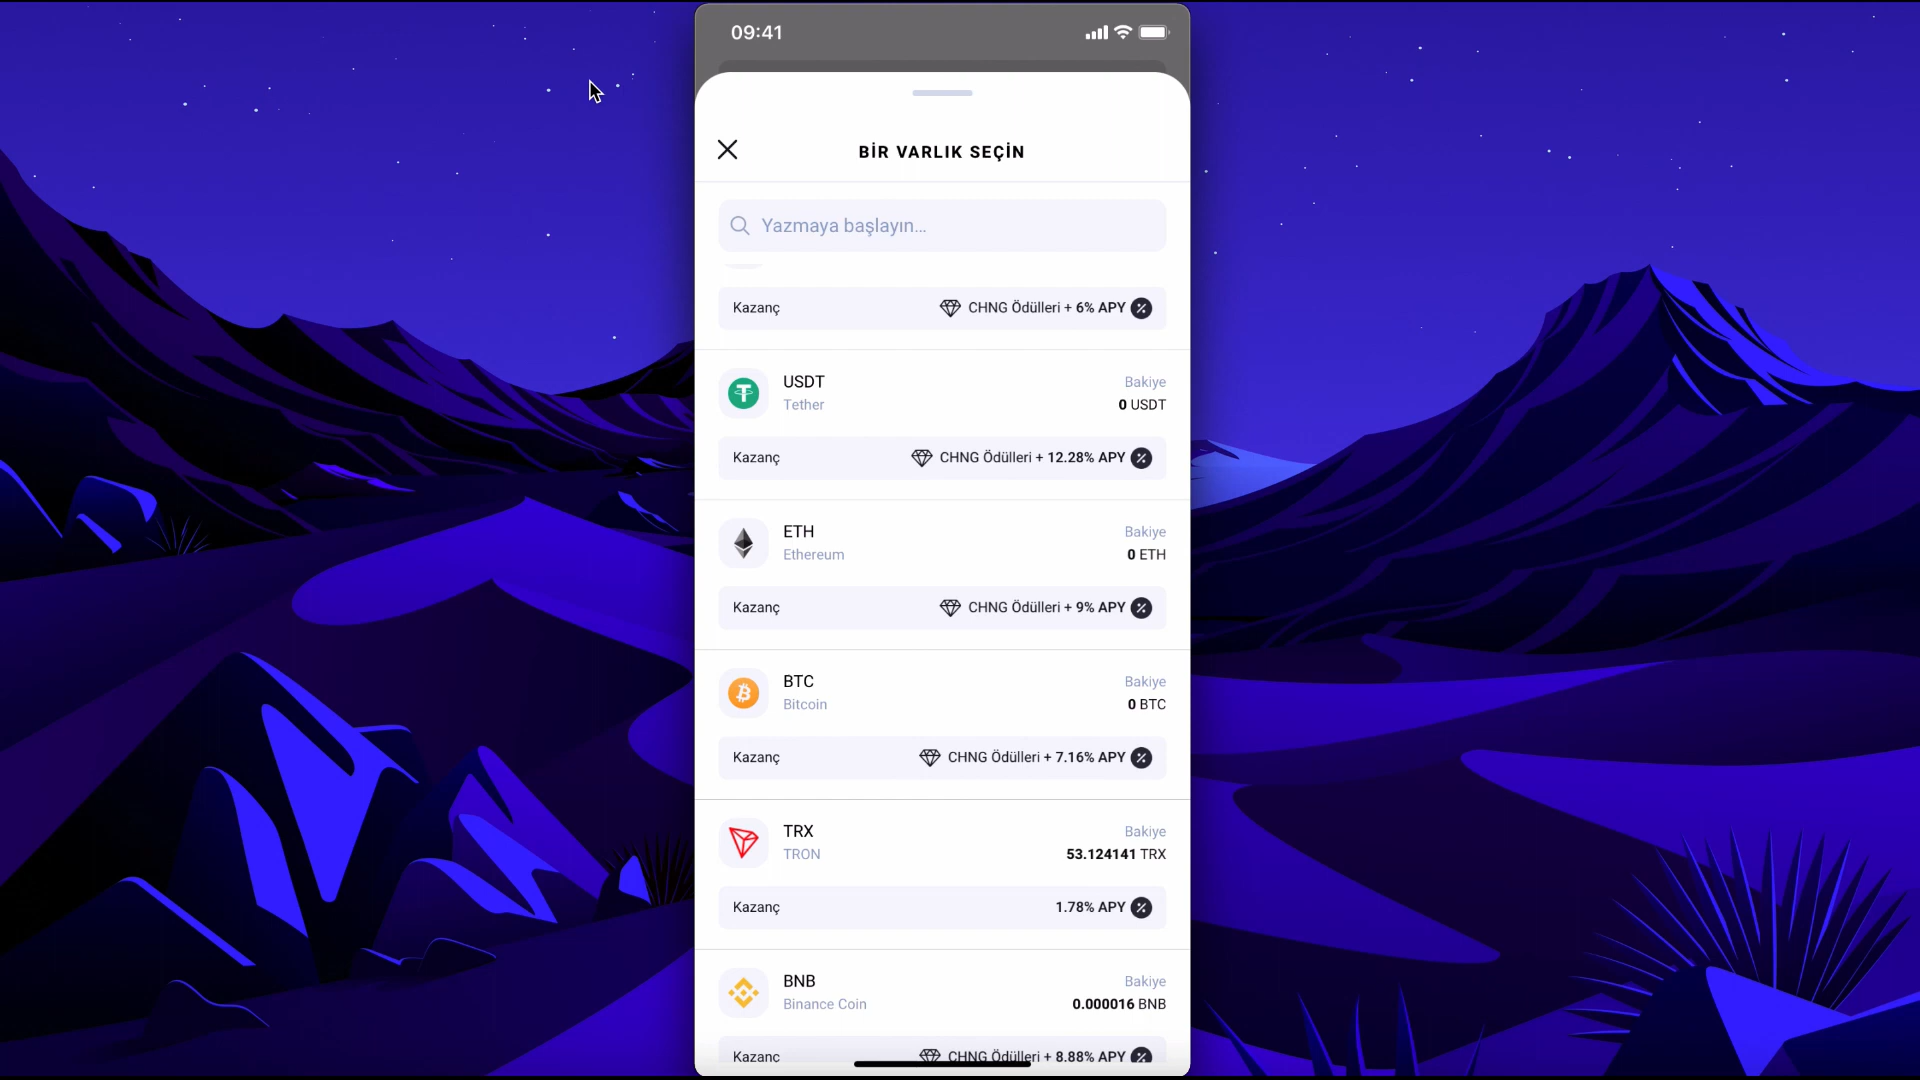 09:41
BİR VARLIK SEÇİN
Yazmaya başlayın...
Kazanç CHNG Ödülleri + 6% APY
USDT Bakiye
Tether 0 USDT
Kazanç CHNG Ödülleri + 12.28% APY
ETH Bakiye
Ethereum 0 ETH
Kazanç CHNG Ödülleri + 9% APY
BTC Bakiye
Bitcoin 0 BTC
Kazanç CHNG Ödülleri + 7.16% APY
TRX Bakiye
TRON 53.124141 TRX
Kazanç 1.78% APY
BNB Bakiye
Binance Coin 0.000016 BNB
Kazanç CHNG Ödülleri + 8.88% APY